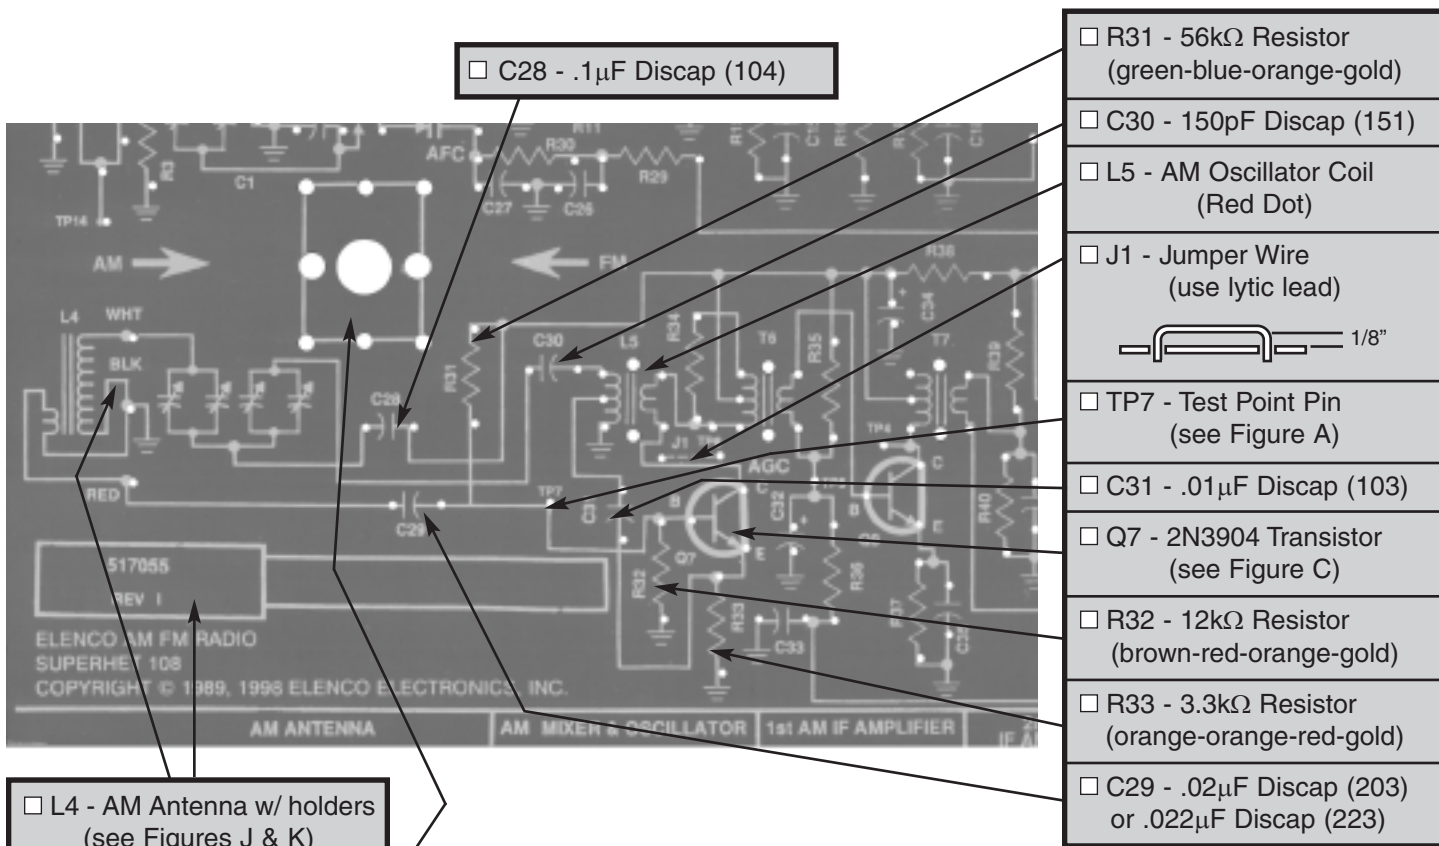 ☐ C28 - .1µF Discap (104)
☐ R31 - 56kΩ Resistor
(green-blue-orange-gold)
☐ C30 - 150pF Discap (151)
☐ L5 - AM Oscillator Coil
(Red Dot)
☐ J1 - Jumper Wire
(use lytic lead)
1/8"
☐ TP7 - Test Point Pin
(see Figure A)
☐ C31 - .01µF Discap (103)
☐ Q7 - 2N3904 Transistor
(see Figure C)
☐ R32 - 12kΩ Resistor
(brown-red-orange-gold)
☐ R33 - 3.3kΩ Resistor
(orange-orange-red-gold)
☐ C29 - .02µF Discap (203)
or .022µF Discap (223)
R3
C1
AFC
R30
R11
R29
C27
C26
TP14
AM
FM
R38
L4
WHT
BLK
RED
R31
C30
L5
R34
T6
R35
C34
T7
R39
C28
J1
AGC
TP4
C29
TP7
B
C
E
Q7
R32
R33
C32
C33
R36
B
C
E
R37
C35
R40
517055
REV 1
ELENCO AM FM RADIO
SUPERHET 108
COPYRIGHT © 1989, 1998 ELENCO ELECTRONICS, INC.
AM ANTENNA
AM MIXER & OSCILLATOR
1st AM IF AMPLIFIER
☐ L4 - AM Antenna w/ holders
(see Figures J & K)